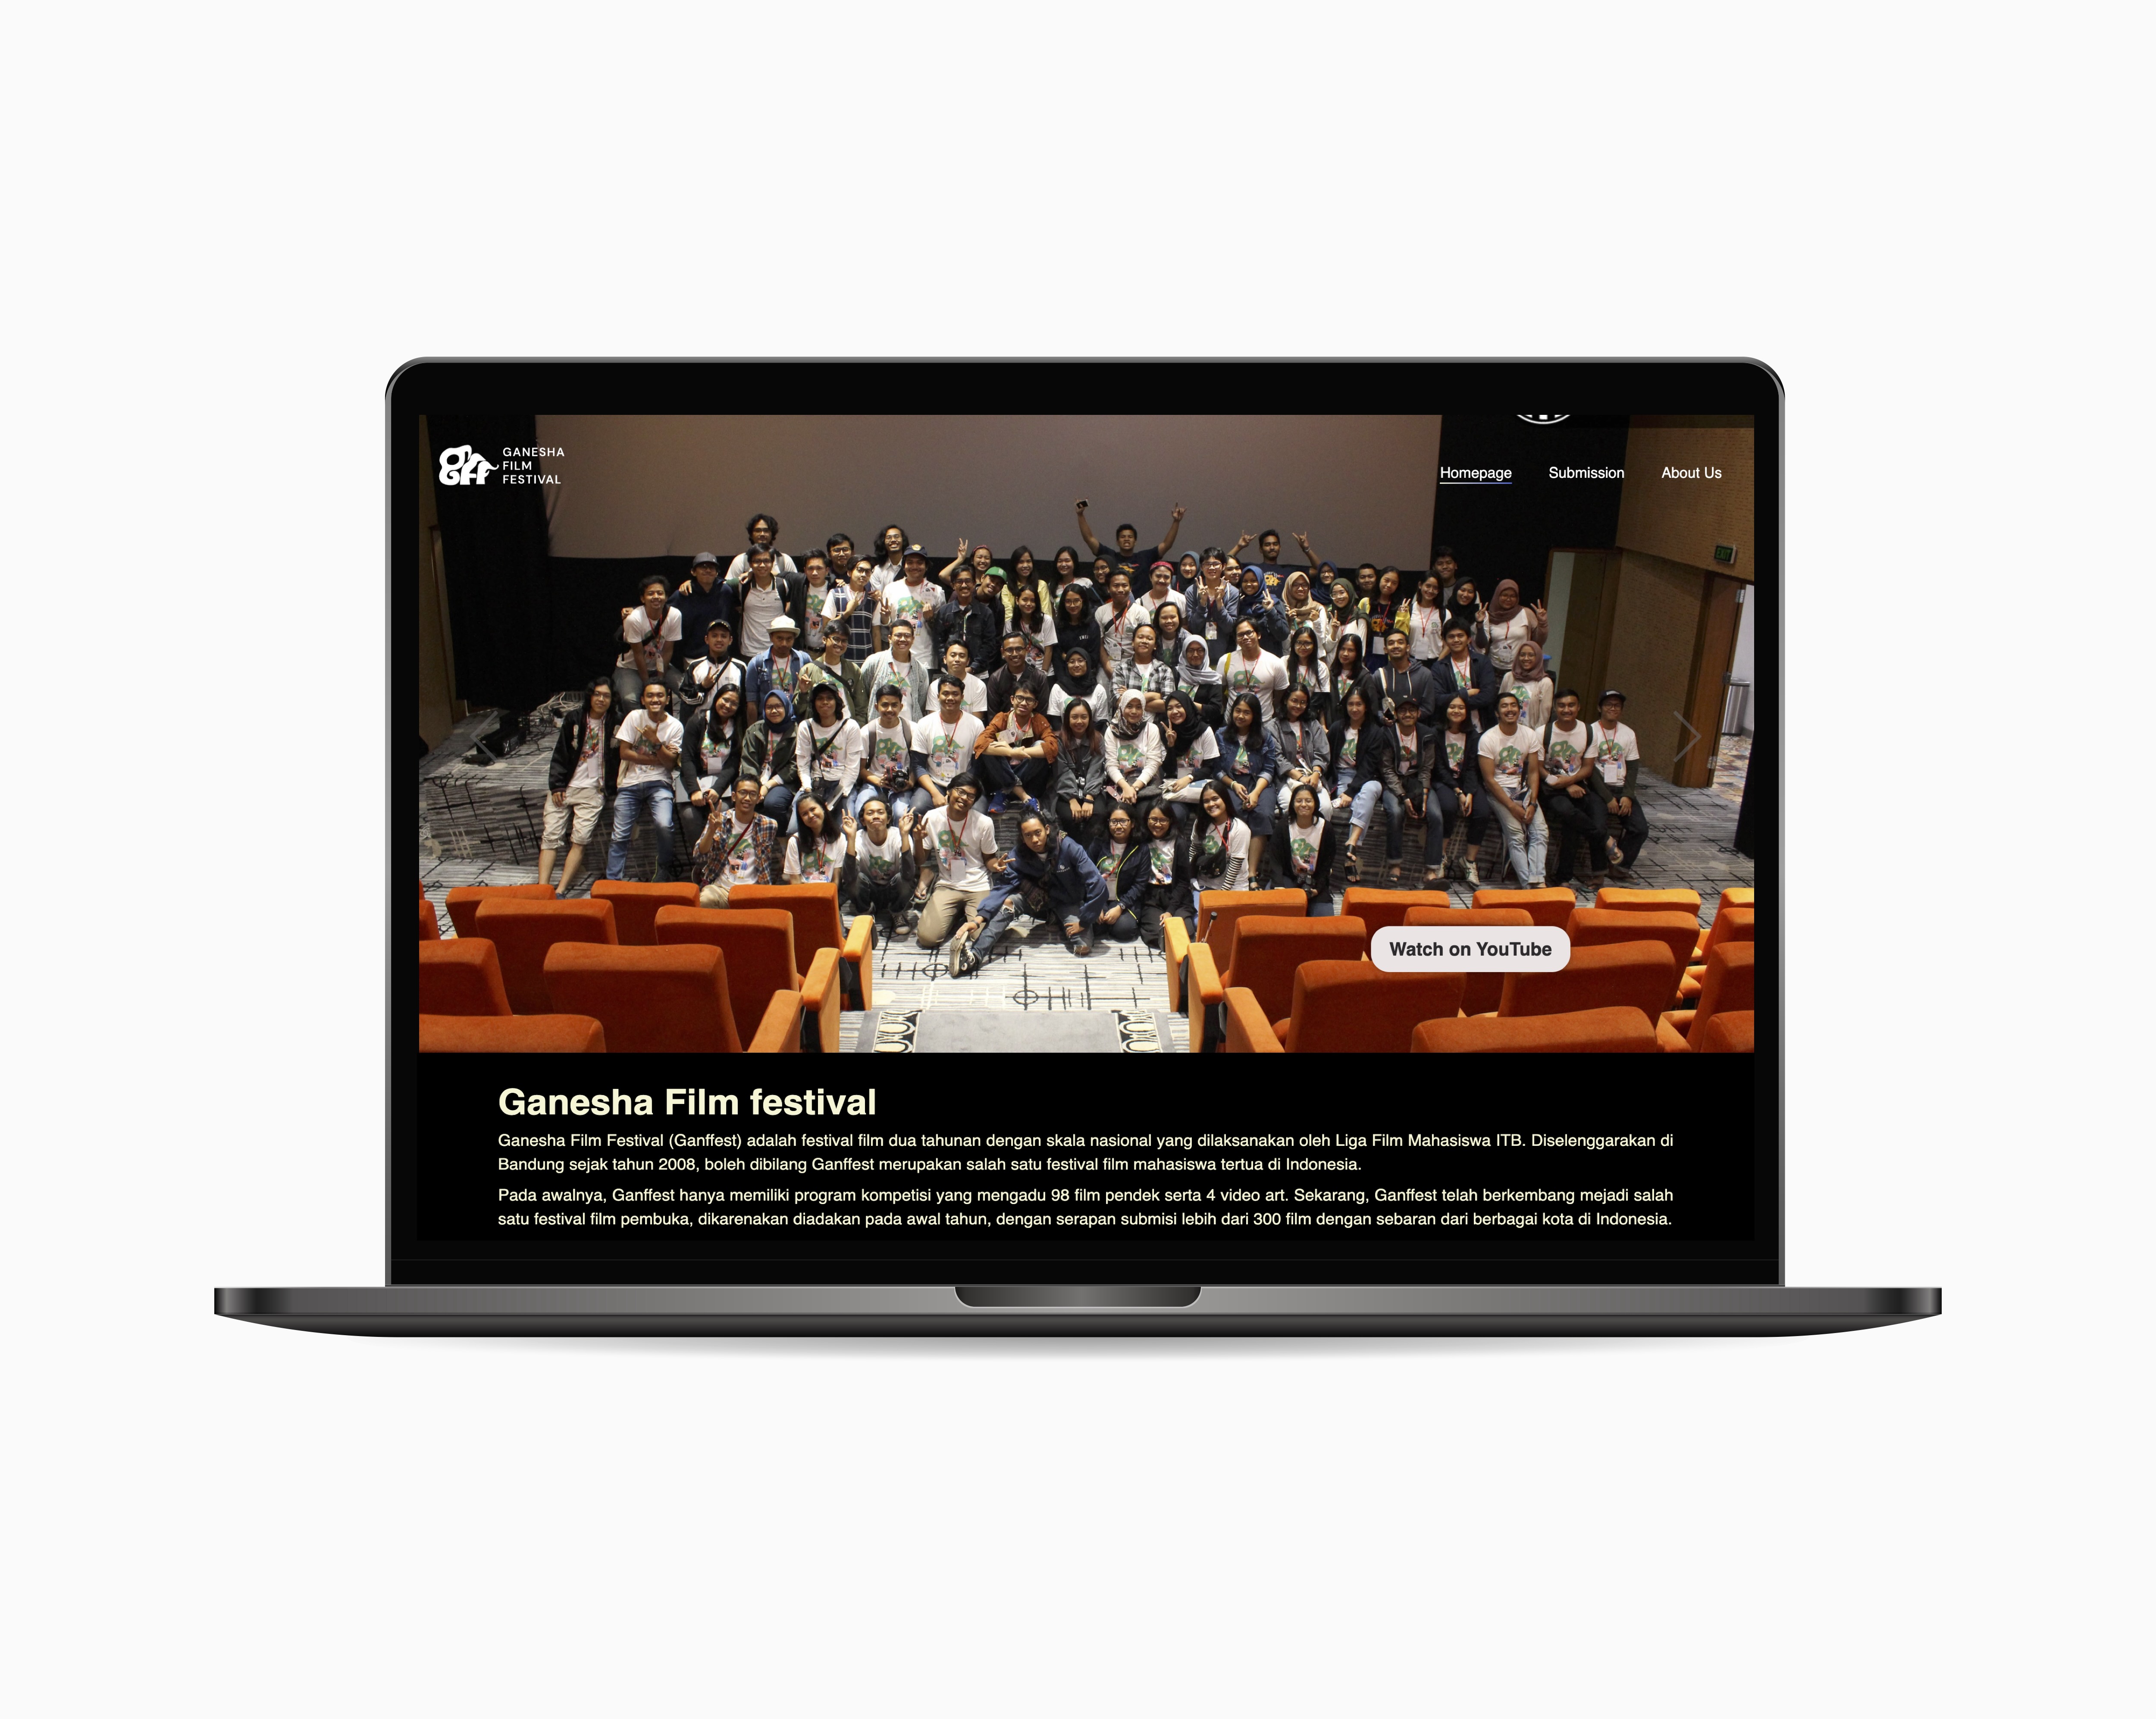 GANESHA
FILM
FESTIVAL
Homepage Submission About Us
EXIT
Watch on YouTube
Ganesha Film festival
Ganesha Film Festival (Ganffest) adalah festival film dua tahunan dengan skala nasional yang dilaksanakan oleh Liga Film Mahasiswa ITB. Diselenggarakan di
Bandung sejak tahun 2008, boleh dibilang Ganffest merupakan salah satu festival film mahasiswa tertua di Indonesia.
Pada awalnya, Ganffest hanya memiliki program kompetisi yang mengadu 98 film pendek serta 4 video art. Sekarang, Ganffest telah berkembang mejadi salah
satu festival film pembuka, dikarenakan diadakan pada awal tahun, dengan serapan submisi lebih dari 300 film dengan sebaran dari berbagai kota di Indonesia.